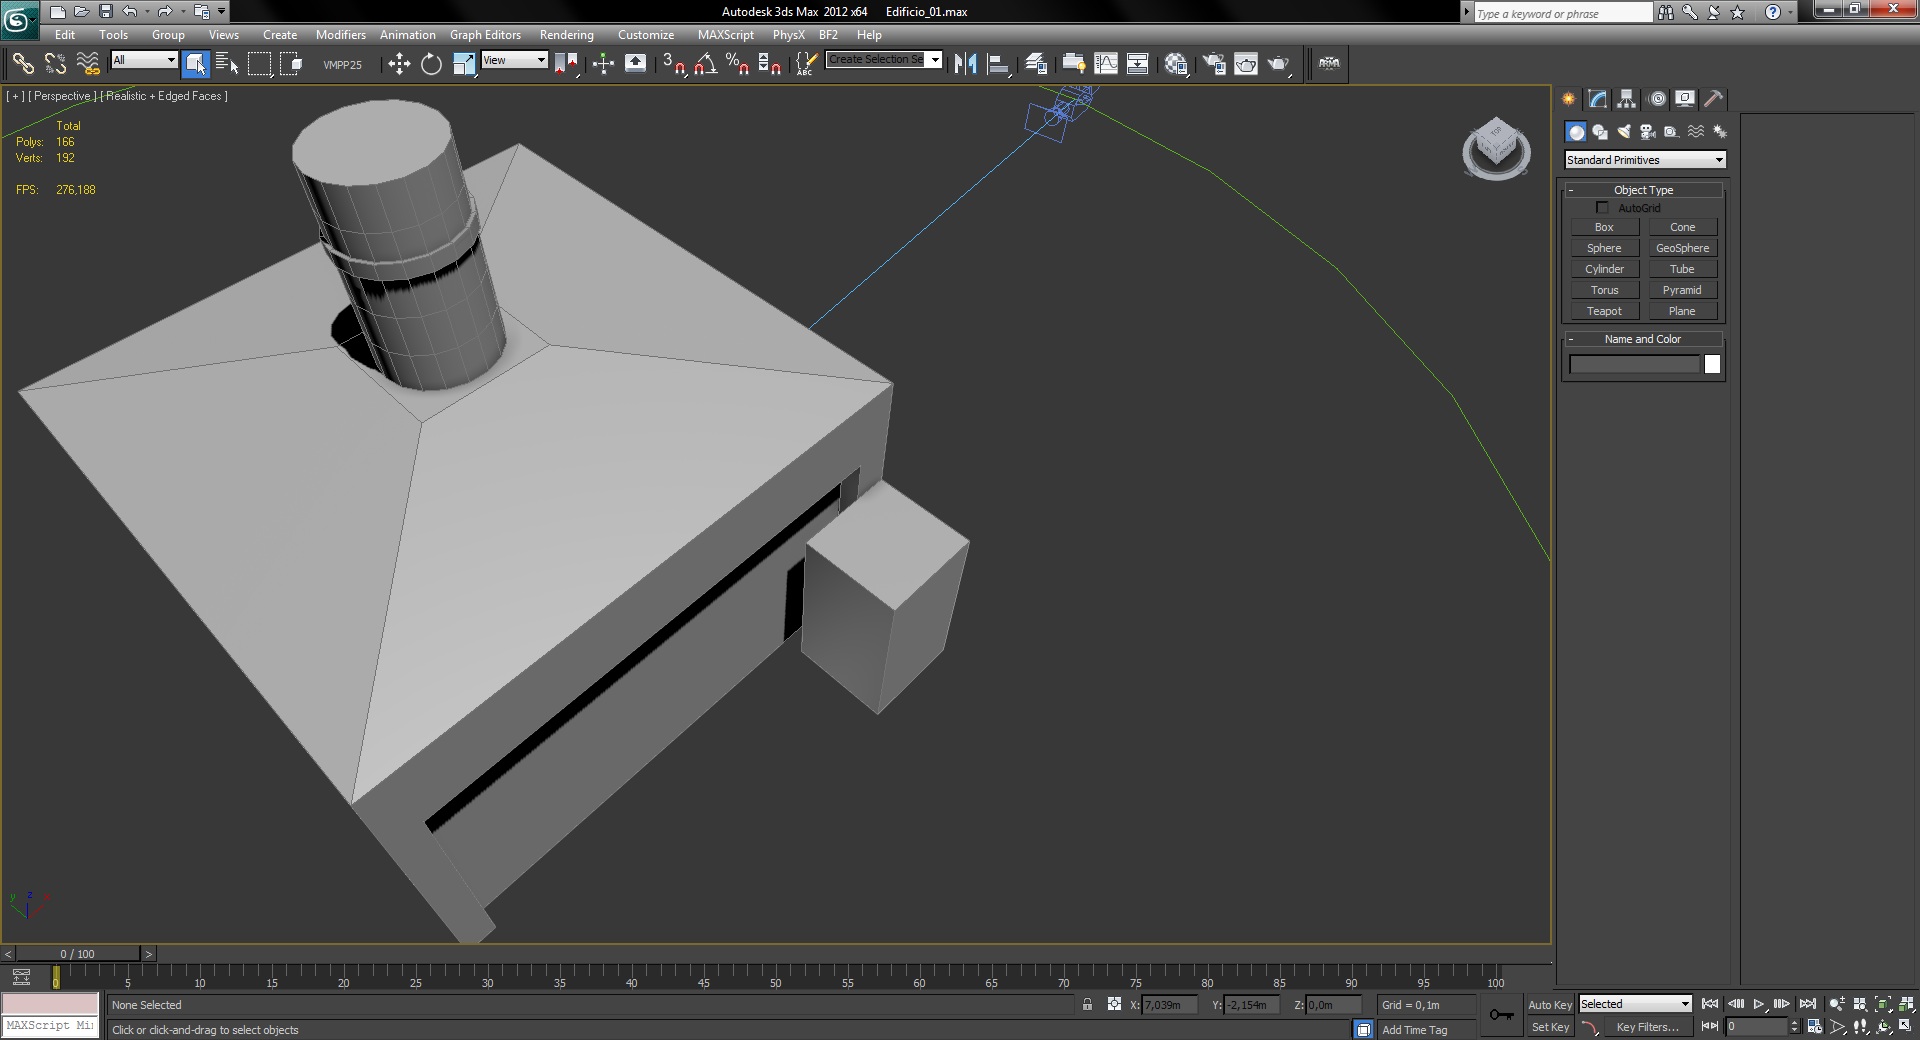 Autodesk 3ds Max 2012 x64 Edificio_01.max
Type a keyword or phrase
Edit Tools Group Views Create Modifiers Animation Graph Editors Rendering Customize MAXScript PhysX BF2 Help
All VMPP25 View 3 % ABC Create Selection Se
[ + ] [ Perspective ] [ Realistic + Edged Faces ]
Total
Polys: 166
Verts: 192
FPS: 276,188
TOP
Standard Primitives
- Object Type
AutoGrid
Box Cone
Sphere GeoSphere
Cylinder Tube
Torus Pyramid
Teapot Plane
- Name and Color
y z x
< 0 / 100 >
0 5 10 15 20 25 30 35 40 45 50 55 60 65 70 75 80 85 90 95 100
None Selected X: 7,039m Y: -2,154m Z: 0,0m Grid = 0,1m Auto Key Selected
MAXScript Mi Click or click-and-drag to select objects Add Time Tag Set Key Key Filters... 0